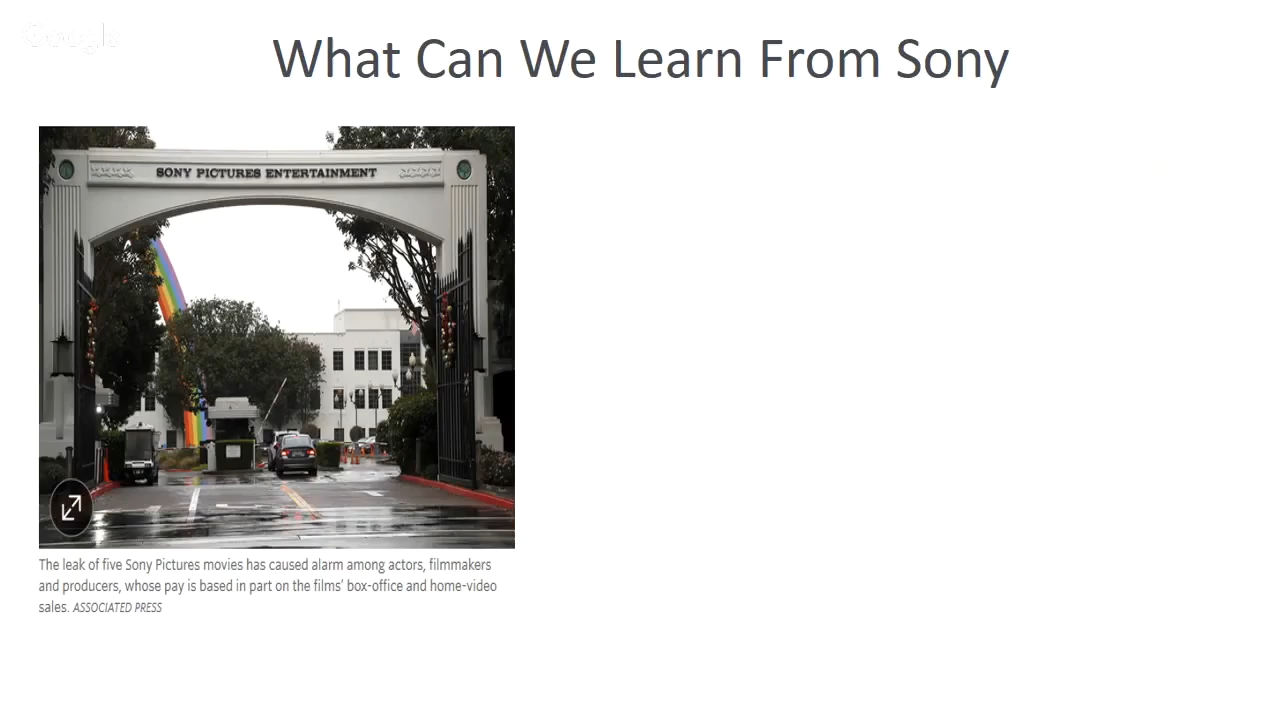 Google
What Can We Learn From Sony
SONY PICTURES ENTERTAINMENT
The leak of five Sony Pictures movies has caused alarm among actors, filmmakers
and producers, whose pay is based in part on the films' box-office and home-video
sales. ASSOCIATED PRESS